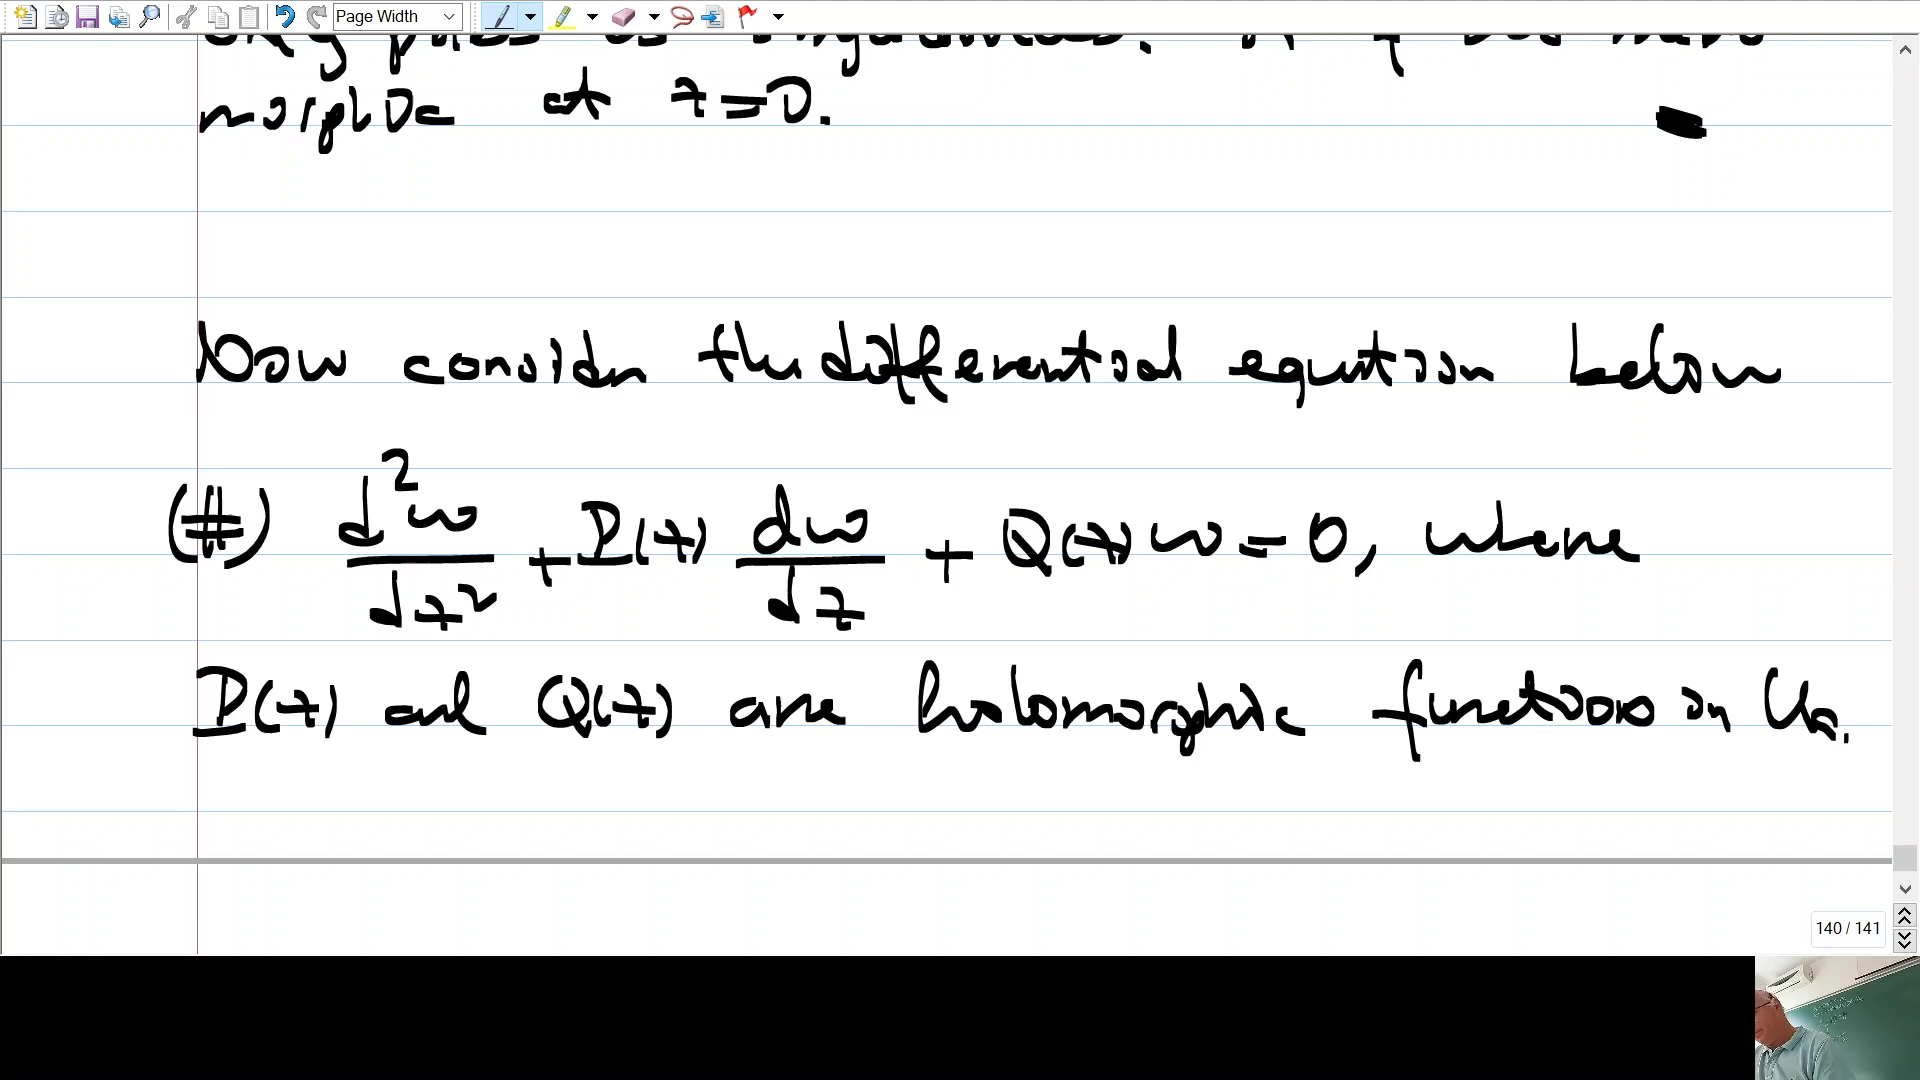 Page Width
morphic at z=0.
Now consider the differential equation below
(#) d²w/dz² + P(z) dw/dz + Q(z)w = 0, where
P(z) and Q(z) are holomorphic functions in
140 / 141